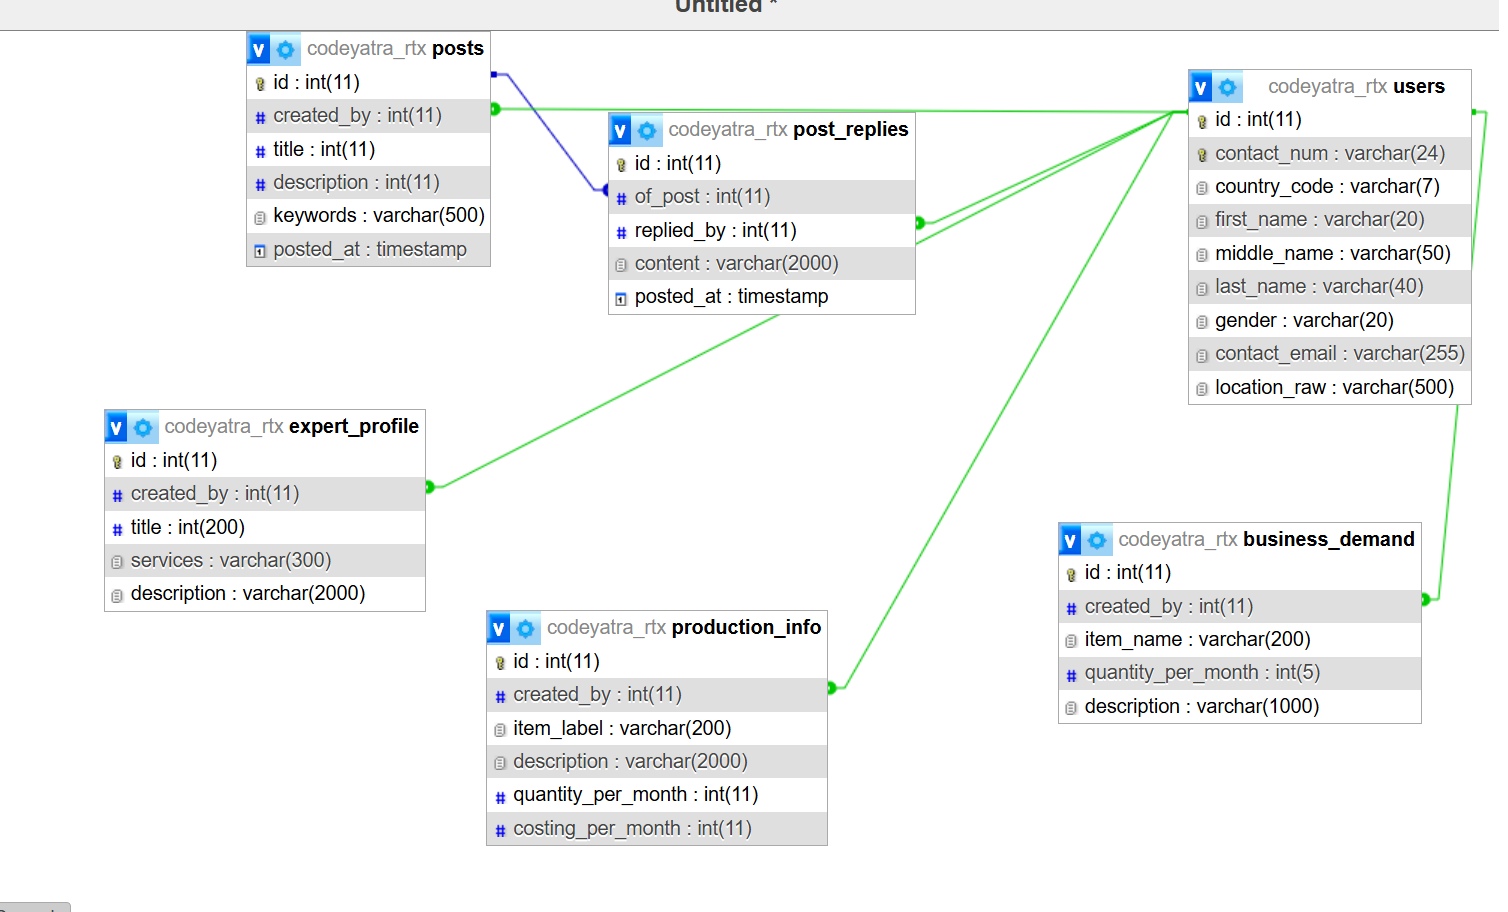 Untitled *
codeyatra_rtx posts
id : int(11)
created_by : int(11)
title : int(11)
description : int(11)
keywords : varchar(500)
posted_at : timestamp
codeyatra_rtx post_replies
id : int(11)
of_post : int(11)
replied_by : int(11)
content : varchar(2000)
posted_at : timestamp
codeyatra_rtx users
id : int(11)
contact_num : varchar(24)
country_code : varchar(7)
first_name : varchar(20)
middle_name : varchar(50)
last_name : varchar(40)
gender : varchar(20)
contact_email : varchar(255)
location_raw : varchar(500)
codeyatra_rtx expert_profile
id : int(11)
created_by : int(11)
title : int(200)
services : varchar(300)
description : varchar(2000)
codeyatra_rtx production_info
id : int(11)
created_by : int(11)
item_label : varchar(200)
description : varchar(2000)
quantity_per_month : int(11)
costing_per_month : int(11)
codeyatra_rtx business_demand
id : int(11)
created_by : int(11)
item_name : varchar(200)
quantity_per_month : int(5)
description : varchar(1000)